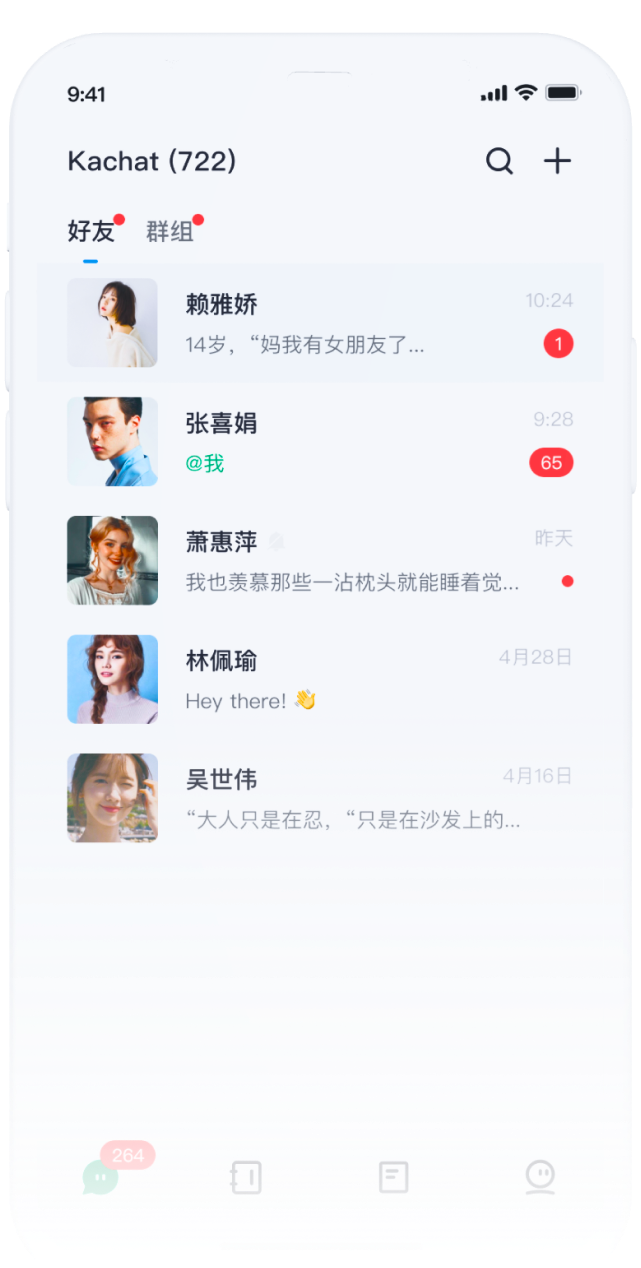 9:41
Kachat (722)
好友 群组
赖雅娇 10:24
14岁，“妈我有女朋友了... 1
张喜娟 9:28
@我 65
萧惠萍 昨天
我也羡慕那些一沾枕头就能睡着觉...
林佩瑜 4月28日
Hey there! 👋
吴世伟 4月16日
“大人只是在忍，“只是在沙发上的...
264